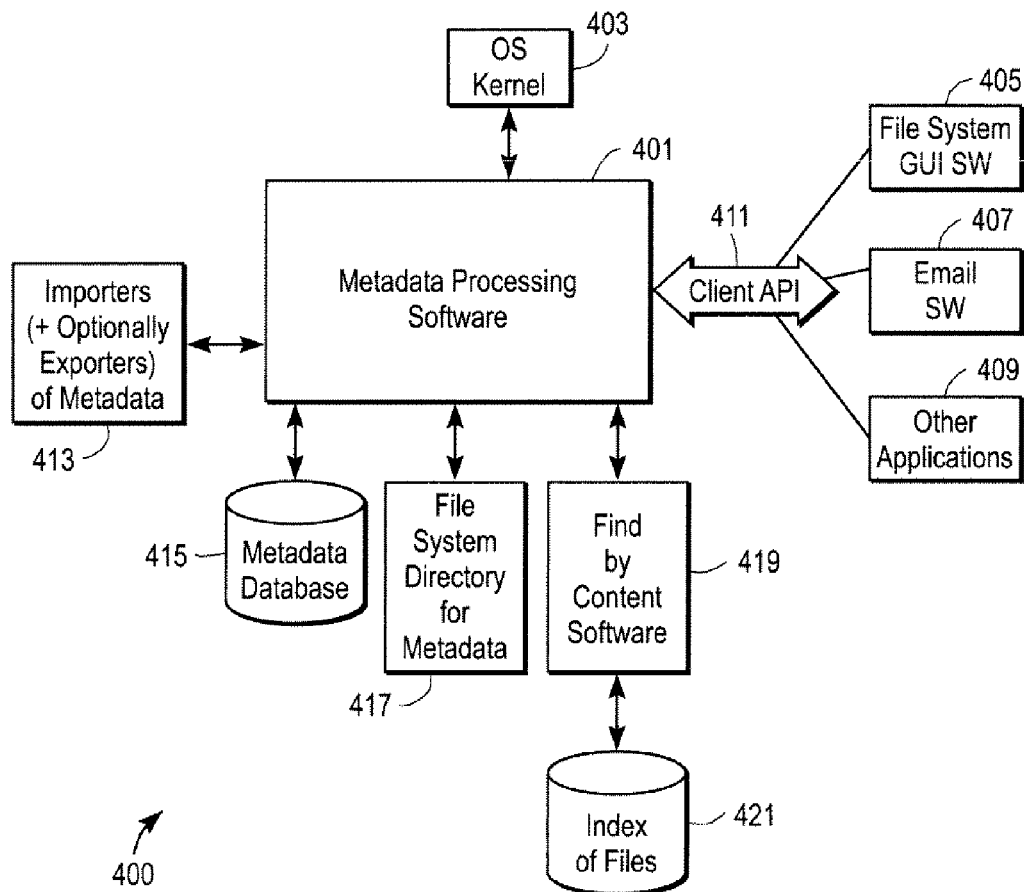 403
OS
Kernel
405
File System
GUI SW
401
411
407
Metadata Processing
Software
Client API
Email
SW
Importers
(+ Optionally
Exporters)
of Metadata
409
Other
Applications
413
415
Metadata
Database
File
System
Directory
for
Metadata
417
Find
by
Content
Software
419
Index
of Files
421
400